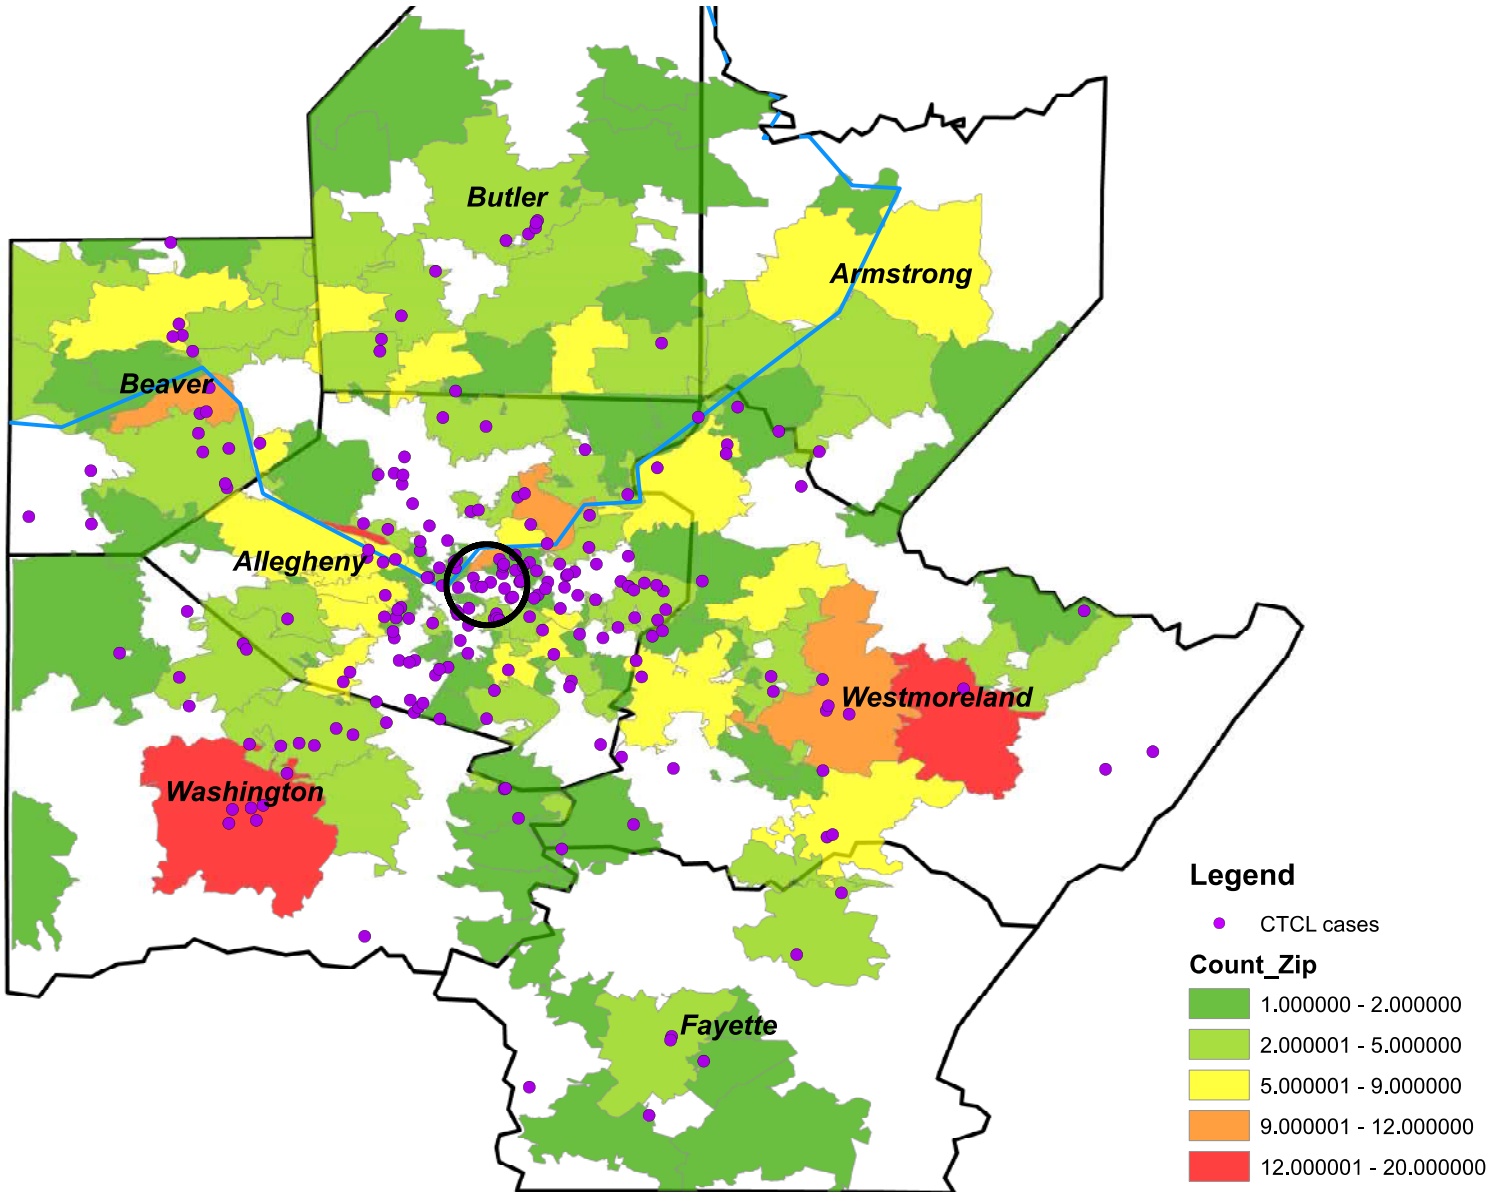 Butler
Armstrong
Beaver
Allegheny
Westmoreland
Washington
Fayette
Legend
CTCL cases
Count_Zip
1.000000 - 2.000000
2.000001 - 5.000000
5.000001 - 9.000000
9.000001 - 12.000000
12.000001 - 20.000000